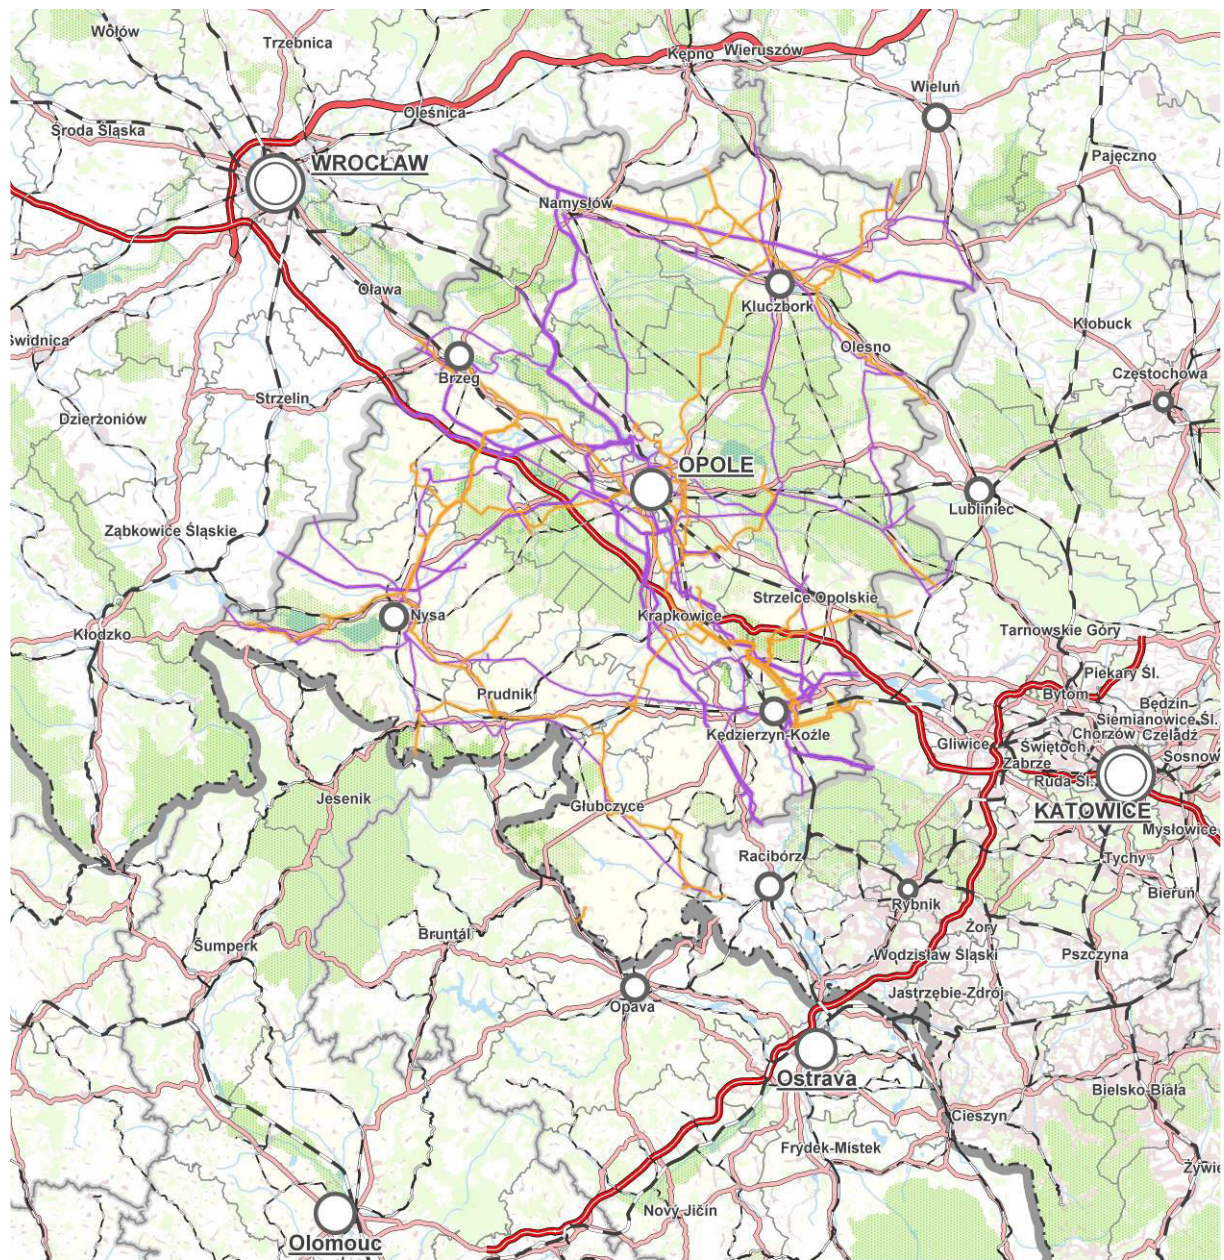 Wołów
Trzebnica
Kępno
Wieruszów
Wieluń
Oleśnica
Środa Śląska
WROCŁAW
Pajęczno
Namysłów
Oława
Kluczbork
Kłobuck
Świdnica
Olesno
Brzeg
Częstochowa
Strzelin
Dzierżoniów
OPOLE
Lubliniec
Ząbkowice Śląskie
Strzelce Opolskie
Nysa
Krapkowice
Kłodzko
Tarnowskie Góry
Piekary Śl.
Prudnik
Bytom
Będzin
Siemianowice Śl.
Kędzierzyn-Koźle
Chorzów
Czeladź
Gliwice
Świętoch.
Zabrze
Sosnow
Ruda Śl.
Jesenik
Głubczyce
KATOWICE
Mysłowice
Racibórz
Tychy
Bieruń
Rybnik
Żory
Bruntál
Šumperk
Wodzisław Śląski
Pszczyna
Jastrzębie-Zdrój
Opava
Ostrava
Bielsko-Biała
Cieszyn
Frýdek-Místek
Żywie
Nový Jičín
Olomouc